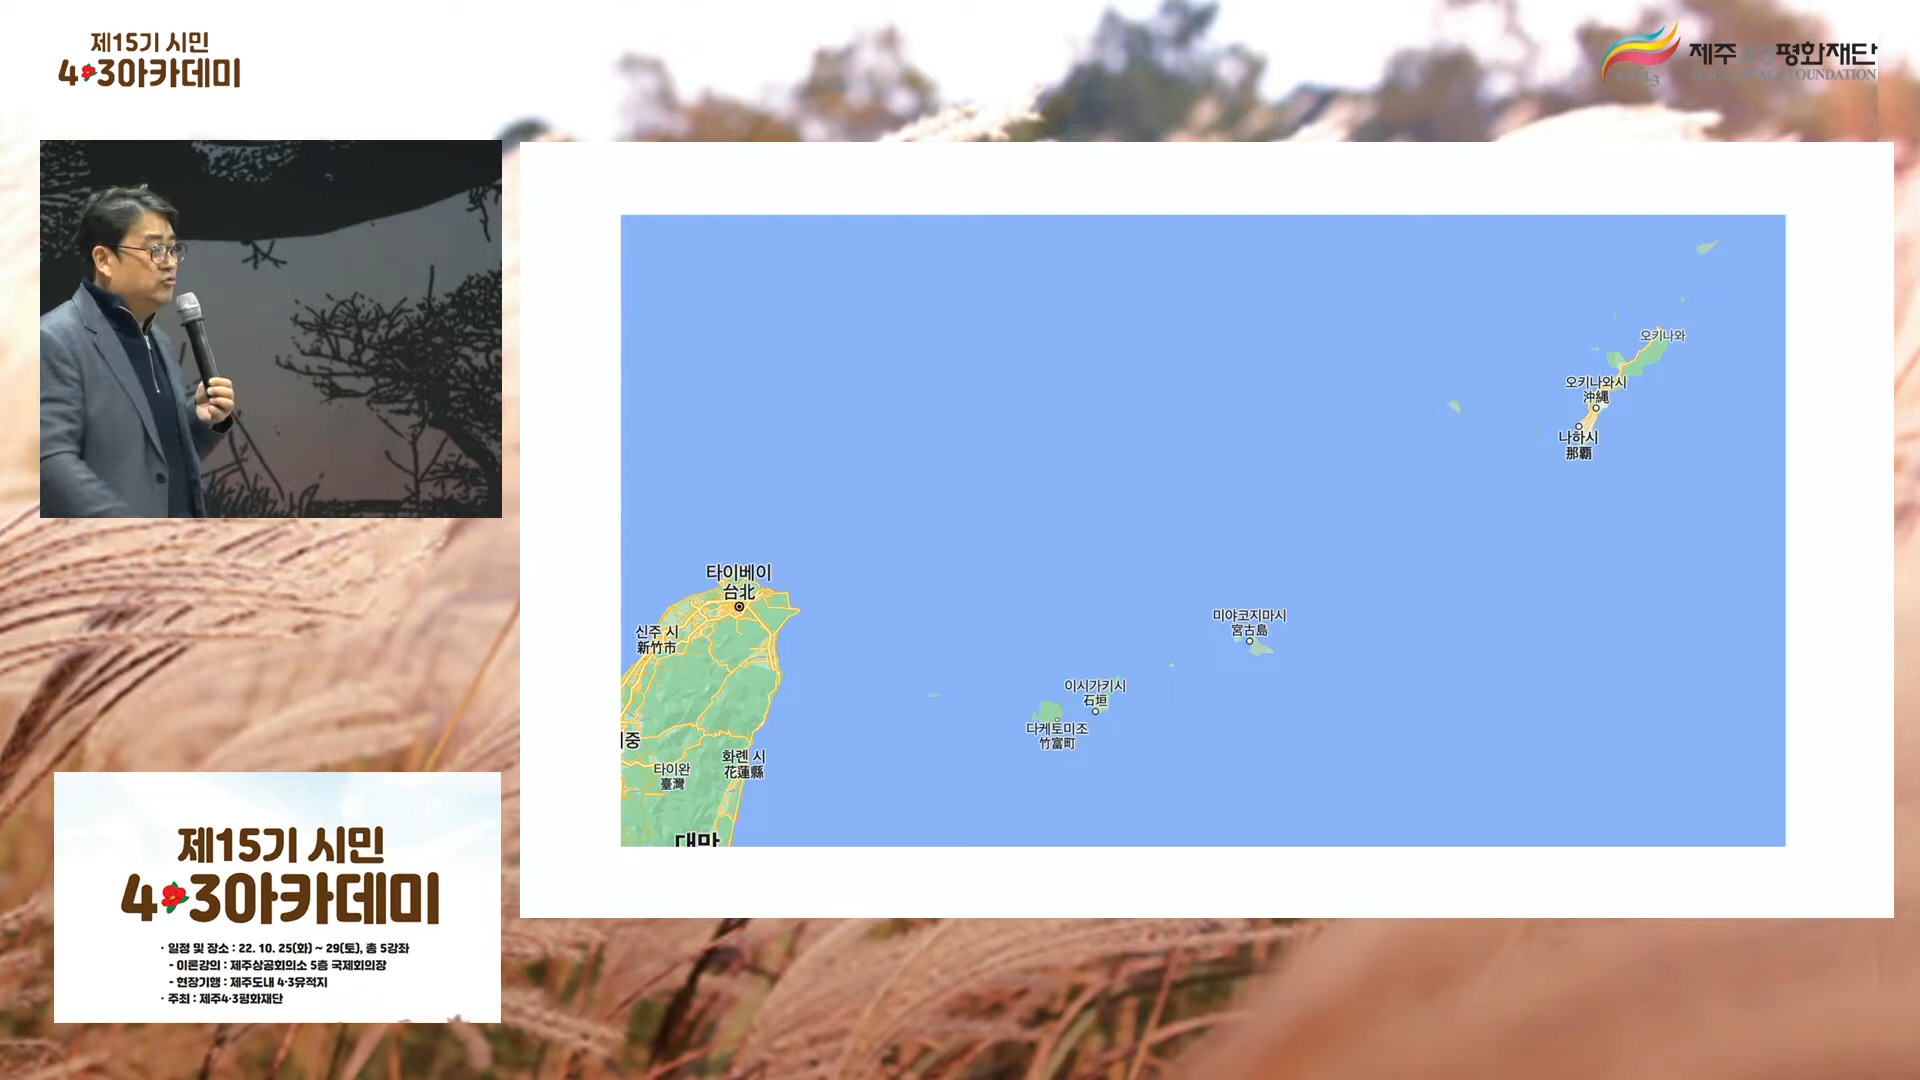 제15기 시민
4·3아카데미
제주4·3평화재단
오키나와
오키나와시
沖縄
나하시
那覇
타이베이
台北
신주 시
新竹市
미야코지마시
宮古島
이시가키시
石垣
다케토미조
竹富町
화롄 시
花蓮縣
타이완
臺灣
대만
제15기 시민
4·3아카데미
· 일정 및 장소 : 22. 10. 25(화) ~ 29(토), 총 5강좌
- 이론강의 : 제주상공회의소 5층 국제회의장
- 현장기행 : 제주도내 4·3유적지
· 주최 : 제주4·3평화재단